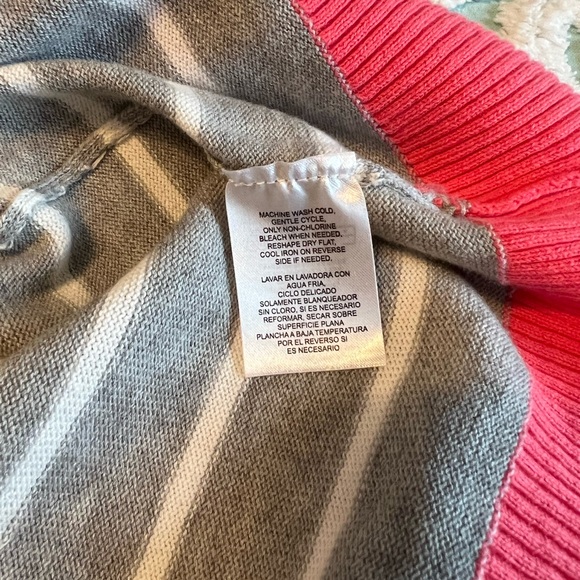 MACHINE WASH COLD,
GENTLE CYCLE,
ONLY NON-CHLORINE
BLEACH WHEN NEEDED,
RESHAPE DRY FLAT,
COOL IRON ON REVERSE
SIDE IF NEEDED.
LAVAR EN LAVADORA CON
AGUA FRIA,
CICLO DELICADO
SOLAMENTE BLANQUEADOR
SIN CLORO, SI ES NECESARIO
REFORMAR, SECAR SOBRE
SUPERFICIE PLANA
PLANCHA A BAJA TEMPERATURA
POR EL REVERSO SI
ES NECESARIO